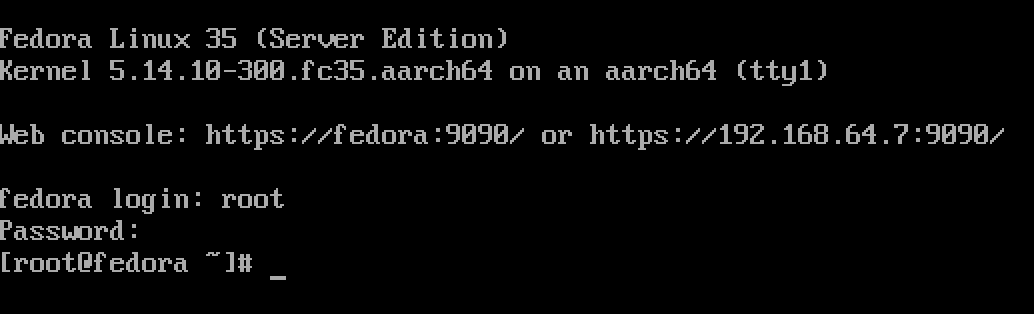 Fedora Linux 35 (Server Edition)
Kernel 5.14.10-300.fc35.aarch64 on an aarch64 (tty1)
Web console: https://fedora:9090/ or https://192.168.64.7:9090/
fedora login: root
Password:
[root@fedora ~]# _